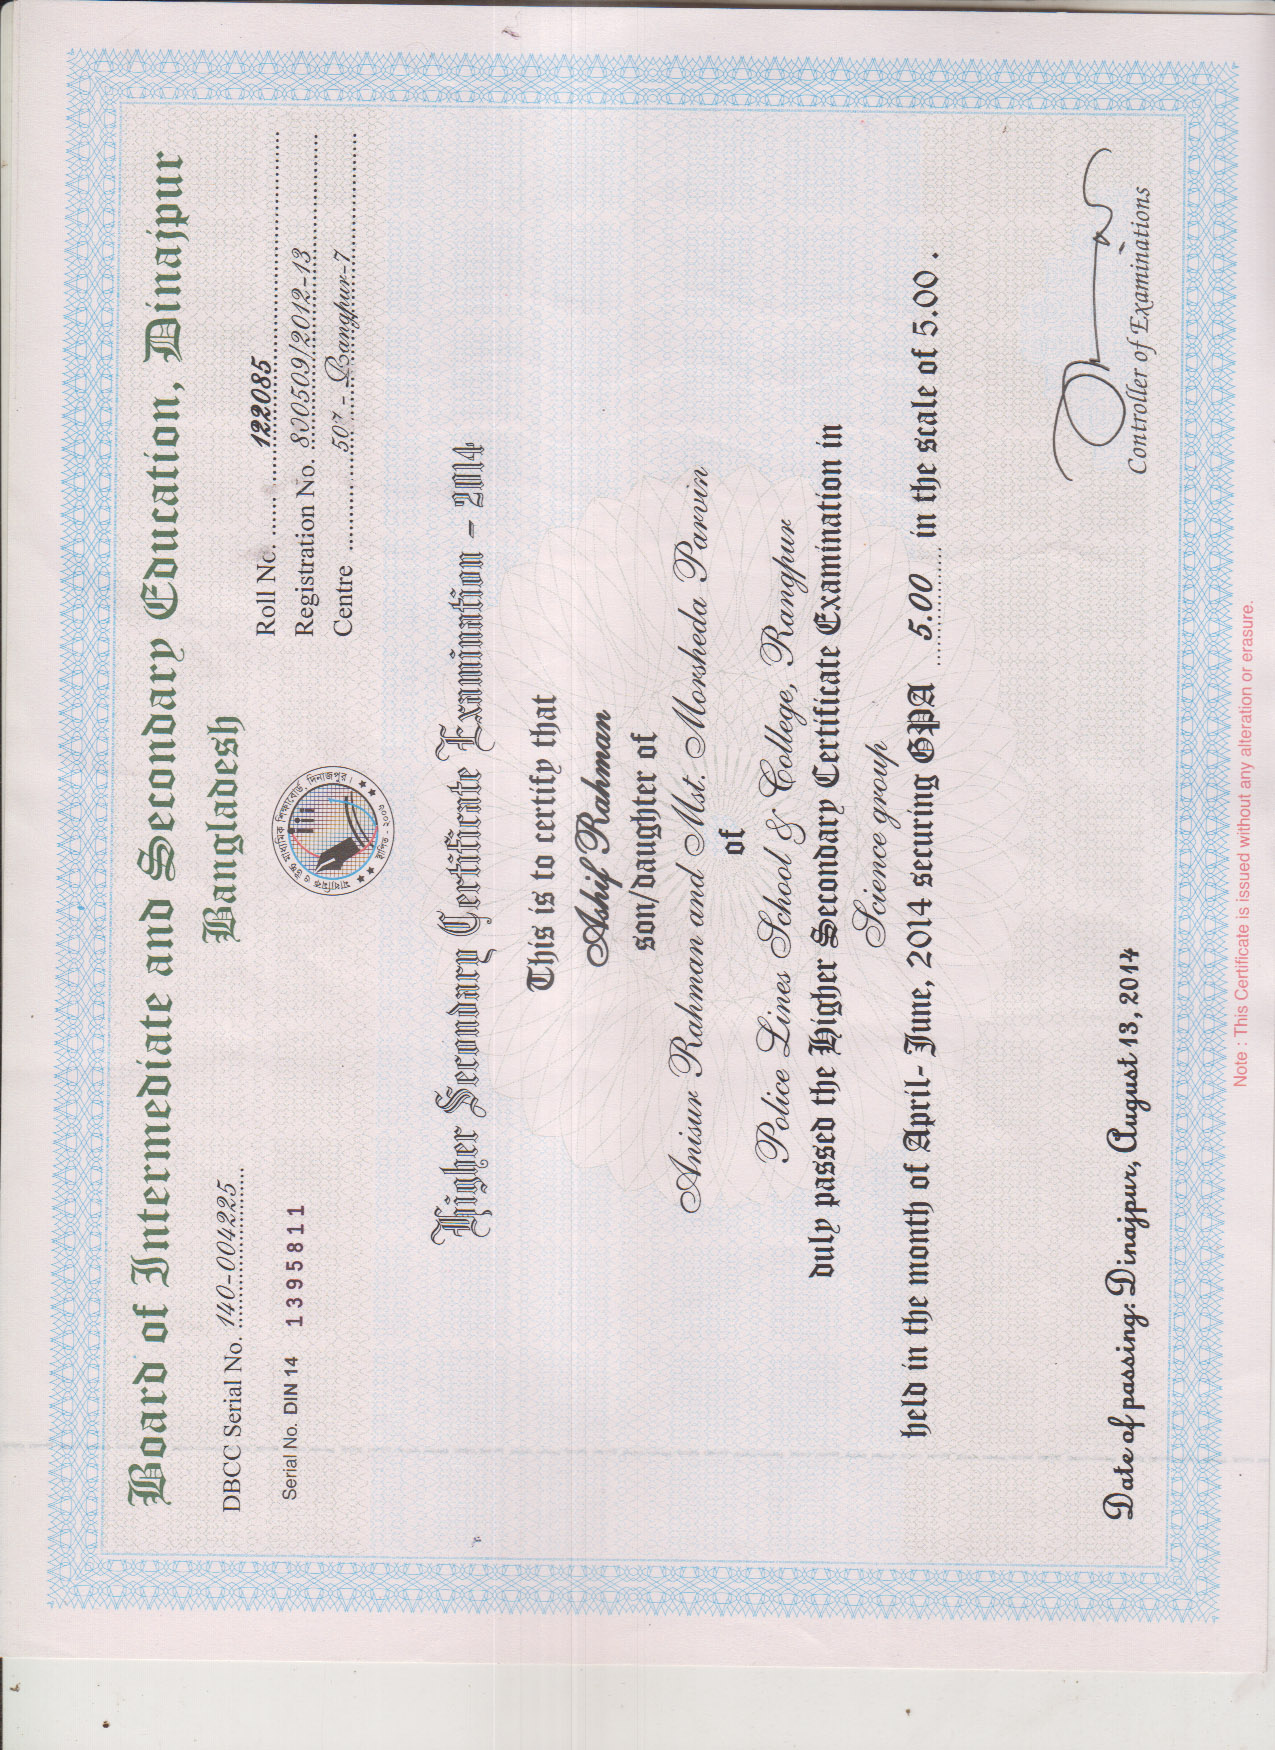 Board of Intermediate and Secondary Education, Dinajpur
Bangladesh
DBCC Serial No. 140-004225
Serial No. DIN 14 1395811
Roll No. 122085
Registration No. 800509/2012-13
Centre 507 - Rangpur-7
মাধ্যমিক ও উচ্চ মাধ্যমিক শিক্ষাবোর্ড, দিনাজপুর।
স্থাপিত - ২০০৬
Higher Secondary Certificate Examination - 2014
This is to certify that
Ashif Rahman
son/daughter of
Anisur Rahman and Mst. Morsheda Parvin
of
Police Lines School & College, Rangpur
duly passed the Higher Secondary Certificate Examination in
Science group
held in the month of April- June, 2014 securing GPA 5.00 in the scale of 5.00 .
Date of passing: Dinajpur, August 13, 2014
Controller of Examinations
Note : This Certificate is issued without any alteration or erasure.